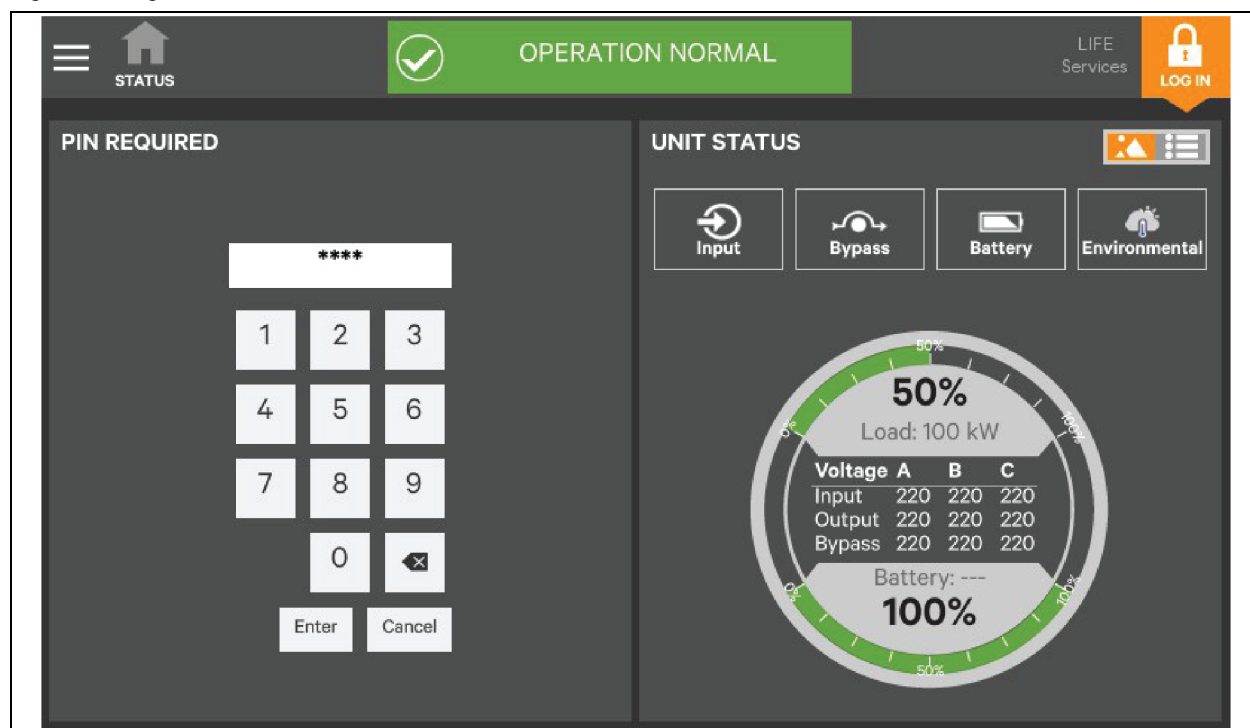 STATUS
OPERATION NORMAL
LIFE
Services
LOG IN
PIN REQUIRED
****
1 2 3
4 5 6
7 8 9
0
Enter Cancel
UNIT STATUS
Input Bypass Battery Environmental
50%
0% 100%
50%
Load: 100 kW
Voltage A B C
Input 220 220 220
Output 220 220 220
Bypass 220 220 220
Battery: ---
100%
0% 100%
50%